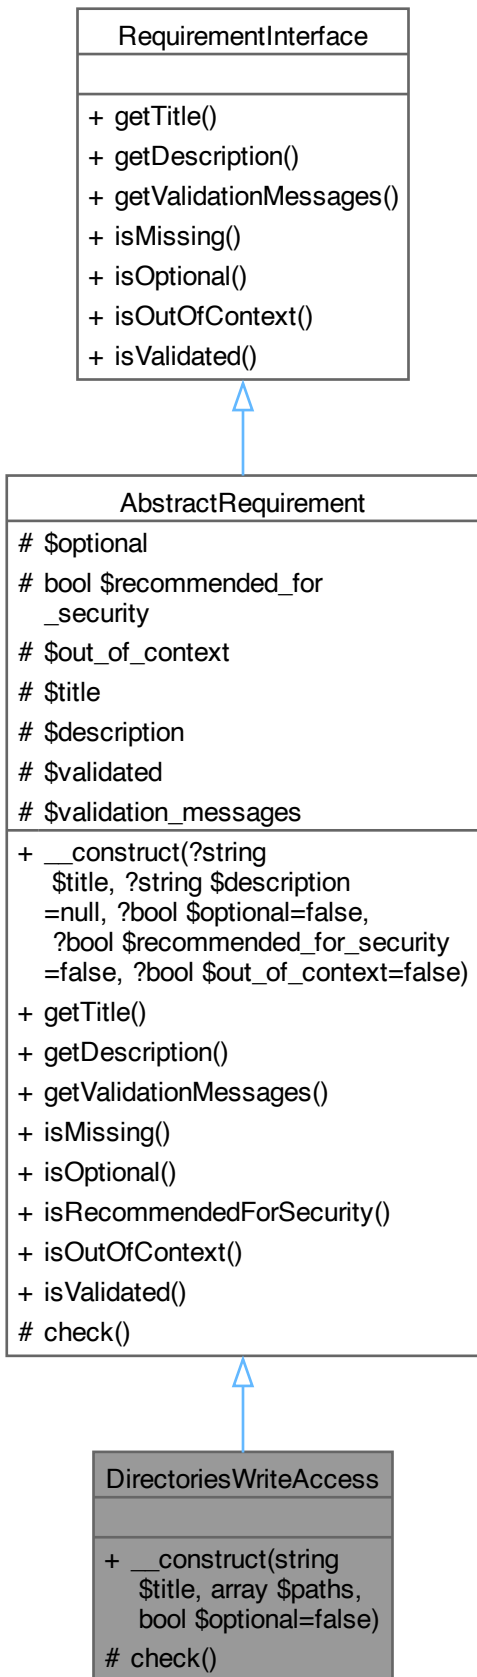 RequirementInterface
+ getTitle()
+ getDescription()
+ getValidationMessages()
+ isMissing()
+ isOptional()
+ isOutOfContext()
+ isValidated()
AbstractRequirement
# $optional
# bool $recommended_for
_security
# $out_of_context
# $title
# $description
# $validated
# $validation_messages
+ __construct(?string
$title, ?string $description
=null, ?bool $optional=false,
?bool $recommended_for_security
=false, ?bool $out_of_context=false)
+ getTitle()
+ getDescription()
+ getValidationMessages()
+ isMissing()
+ isOptional()
+ isRecommendedForSecurity()
+ isOutOfContext()
+ isValidated()
# check()
DirectoriesWriteAccess
+ __construct(string
$title, array $paths,
bool $optional=false)
# check()